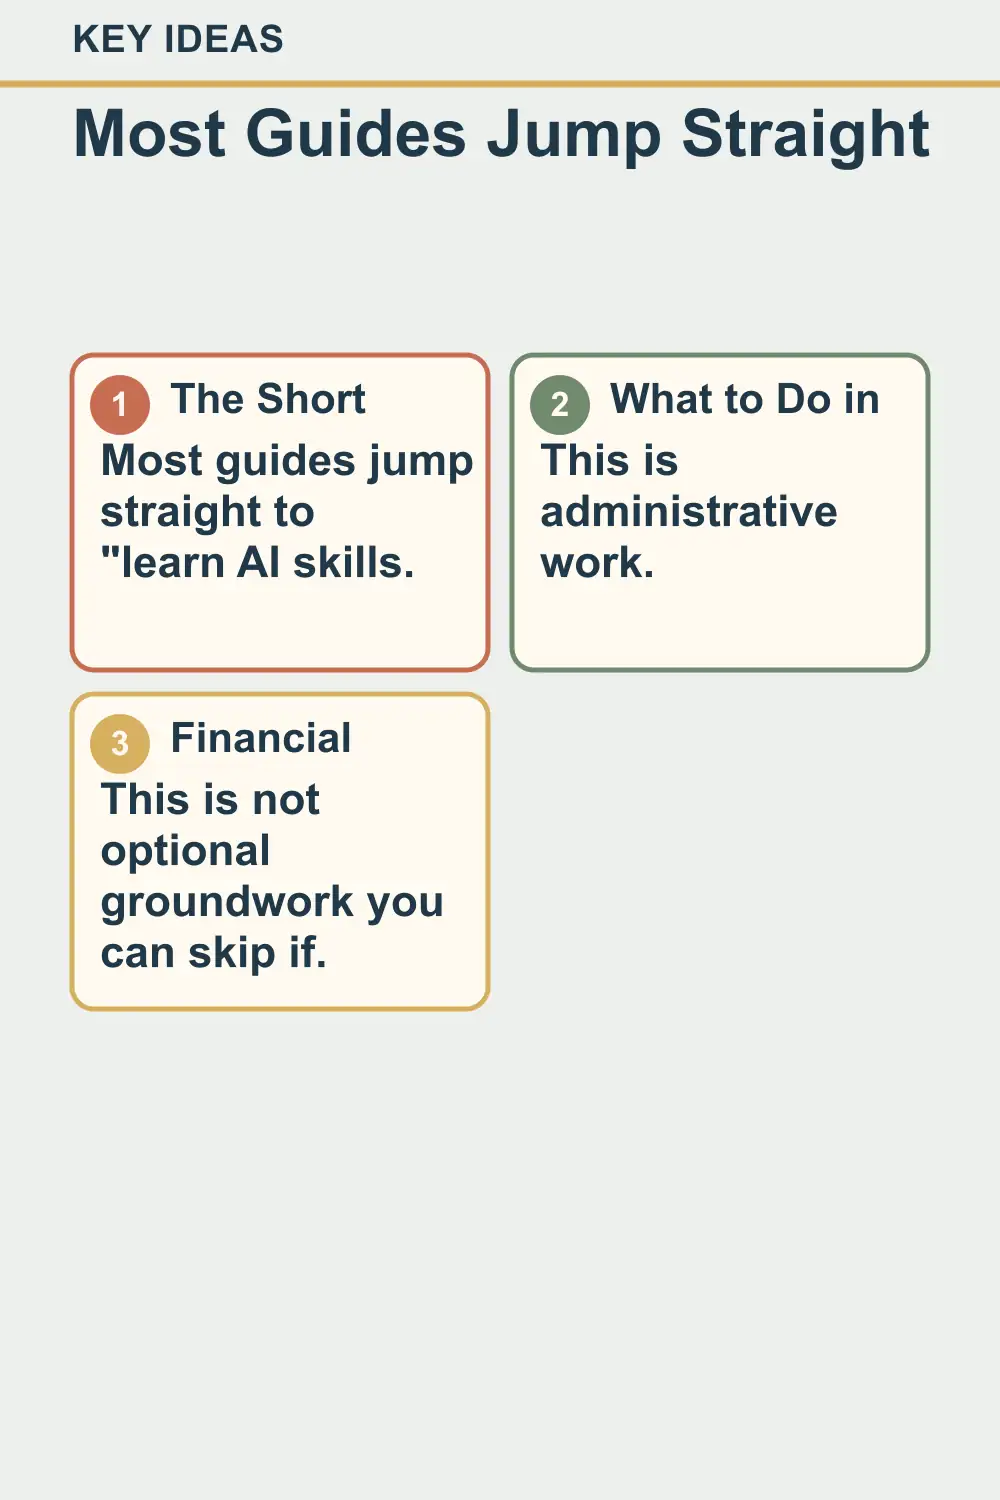 KEY IDEAS
Most Guides Jump Straight
1 The Short
Most guides jump
straight to
"learn AI skills.
2 What to Do in
This is
administrative
work.
3 Financial
This is not
optional
groundwork you
can skip if.